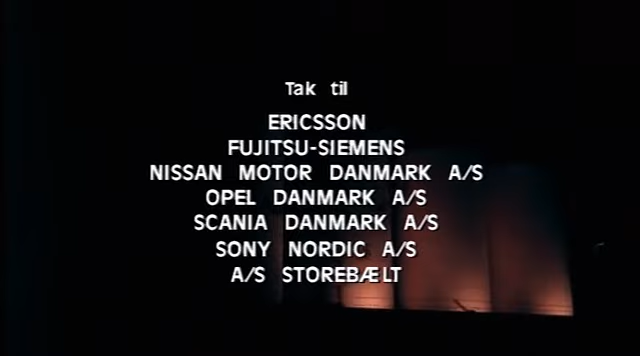 Tak til
ERICSSON
FUJITSU-SIEMENS
NISSAN MOTOR DANMARK A/S
OPEL DANMARK A/S
SCANIA DANMARK A/S
SONY NORDIC A/S
A/S STOREBÆLT